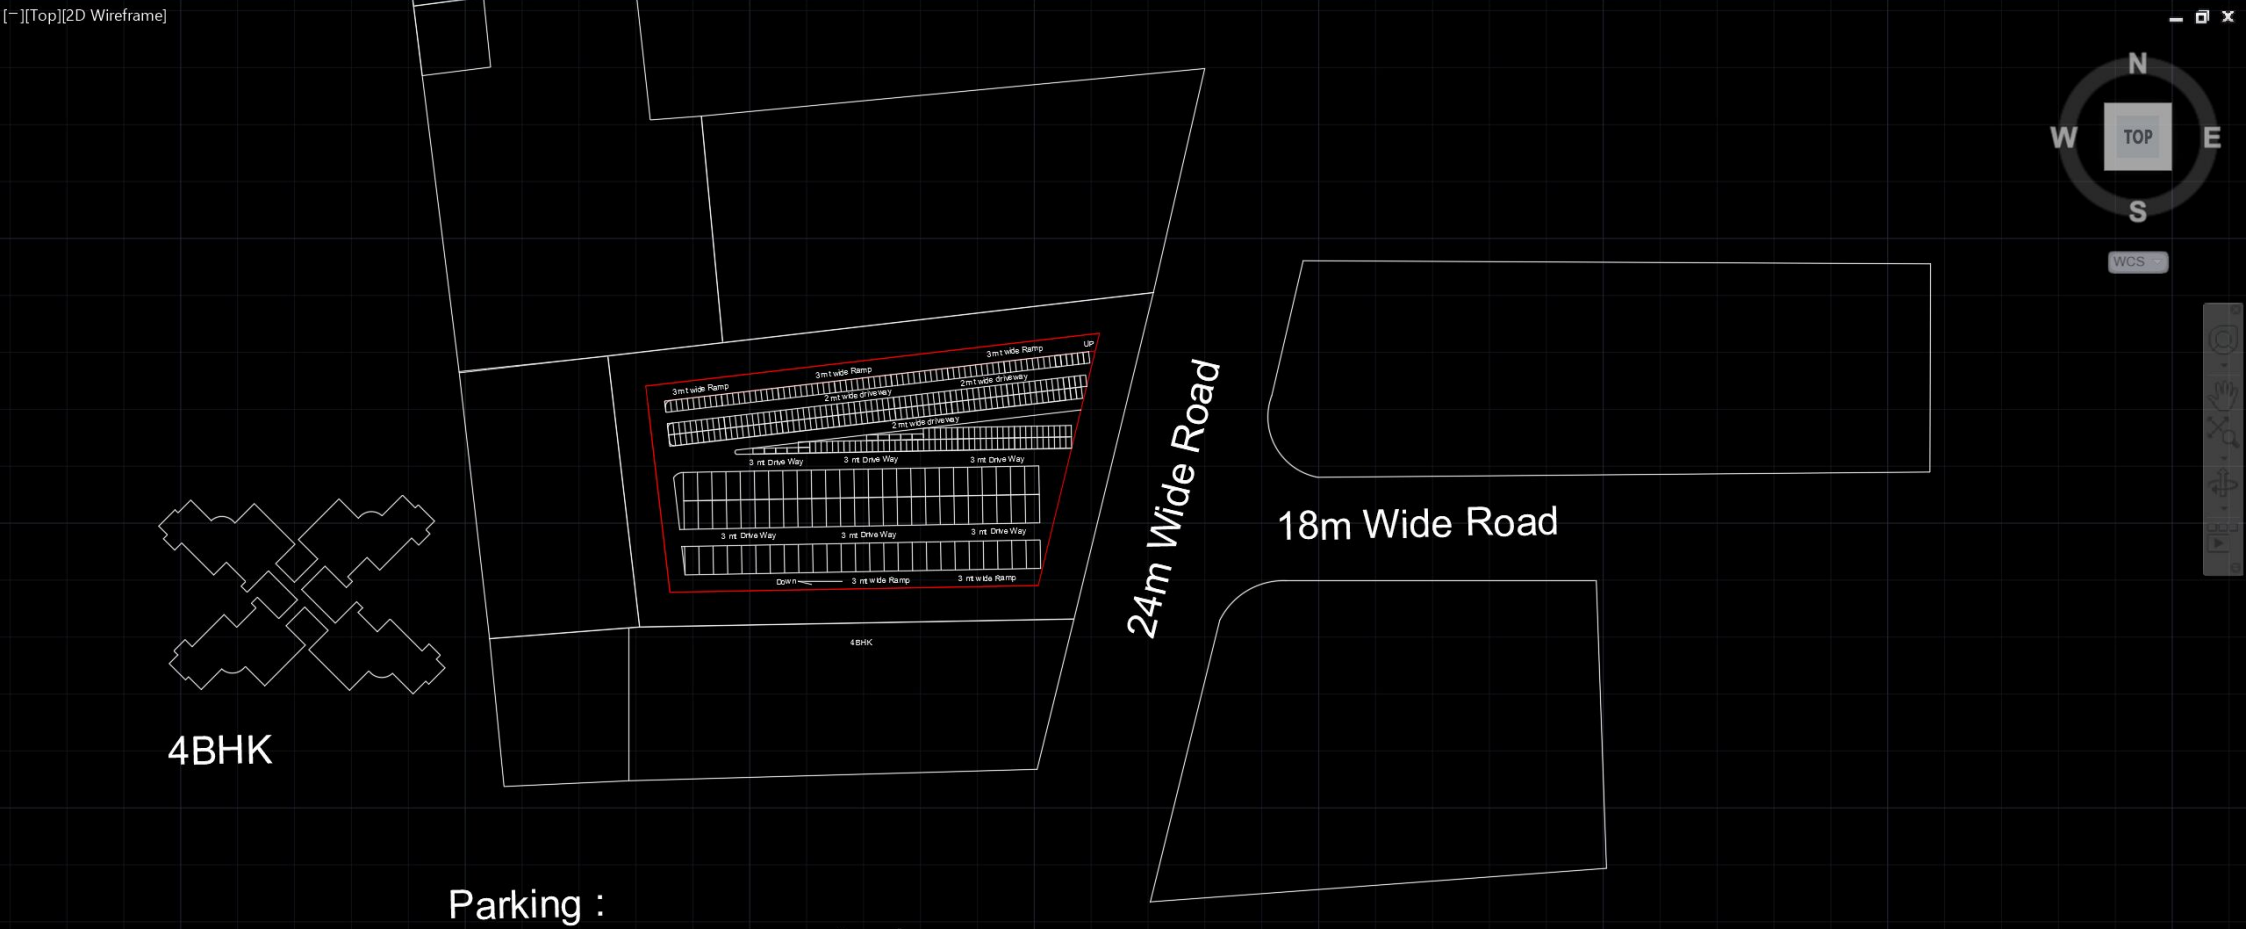 [−][Top][2D Wireframe]
N
W
TOP
E
S
WCS
UP
3 mt wide Ramp
3 mt wide Ramp
3 mt wide Ramp
2 mt wide driveway
2 mt wide driveway
2 mt wide driveway
3 mt Drive Way
3 mt Drive Way
3 mt Drive Way
3 mt Drive Way
3 mt Drive Way
3 mt Drive Way
Down
3 mt wide Ramp
3 mt wide Ramp
24m Wide Road
18m Wide Road
4BHK
4BHK
Parking :